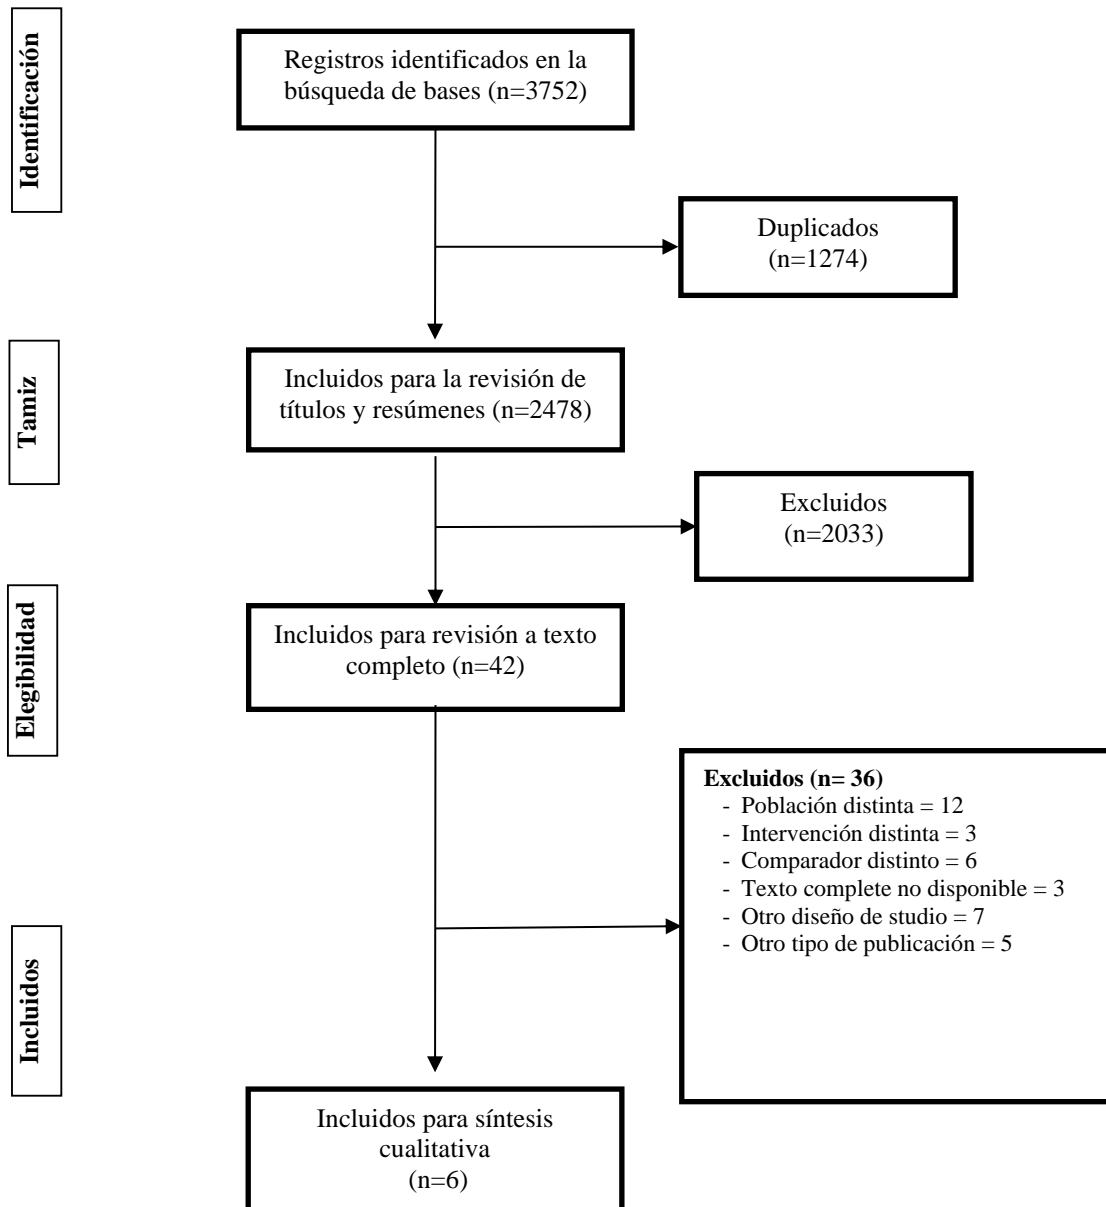 Identificación
Registros identificados en la
búsqueda de bases (n=3752)
Duplicados
(n=1274)
Tamiz
Incluidos para la revisión de
títulos y resúmenes (n=2478)
Excluidos
(n=2033)
Elegibilidad
Incluidos para revisión a texto
completo (n=42)
Excluidos (n= 36)
- Población distinta = 12
- Intervención distinta = 3
- Comparador distinto = 6
- Texto complete no disponible = 3
- Otro diseño de studio = 7
- Otro tipo de publicación = 5
Incluidos
Incluidos para síntesis
cualitativa
(n=6)